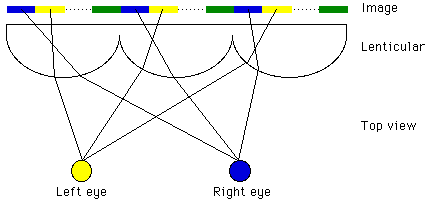 Image
Lenticular
Top view
Left eye
Right eye